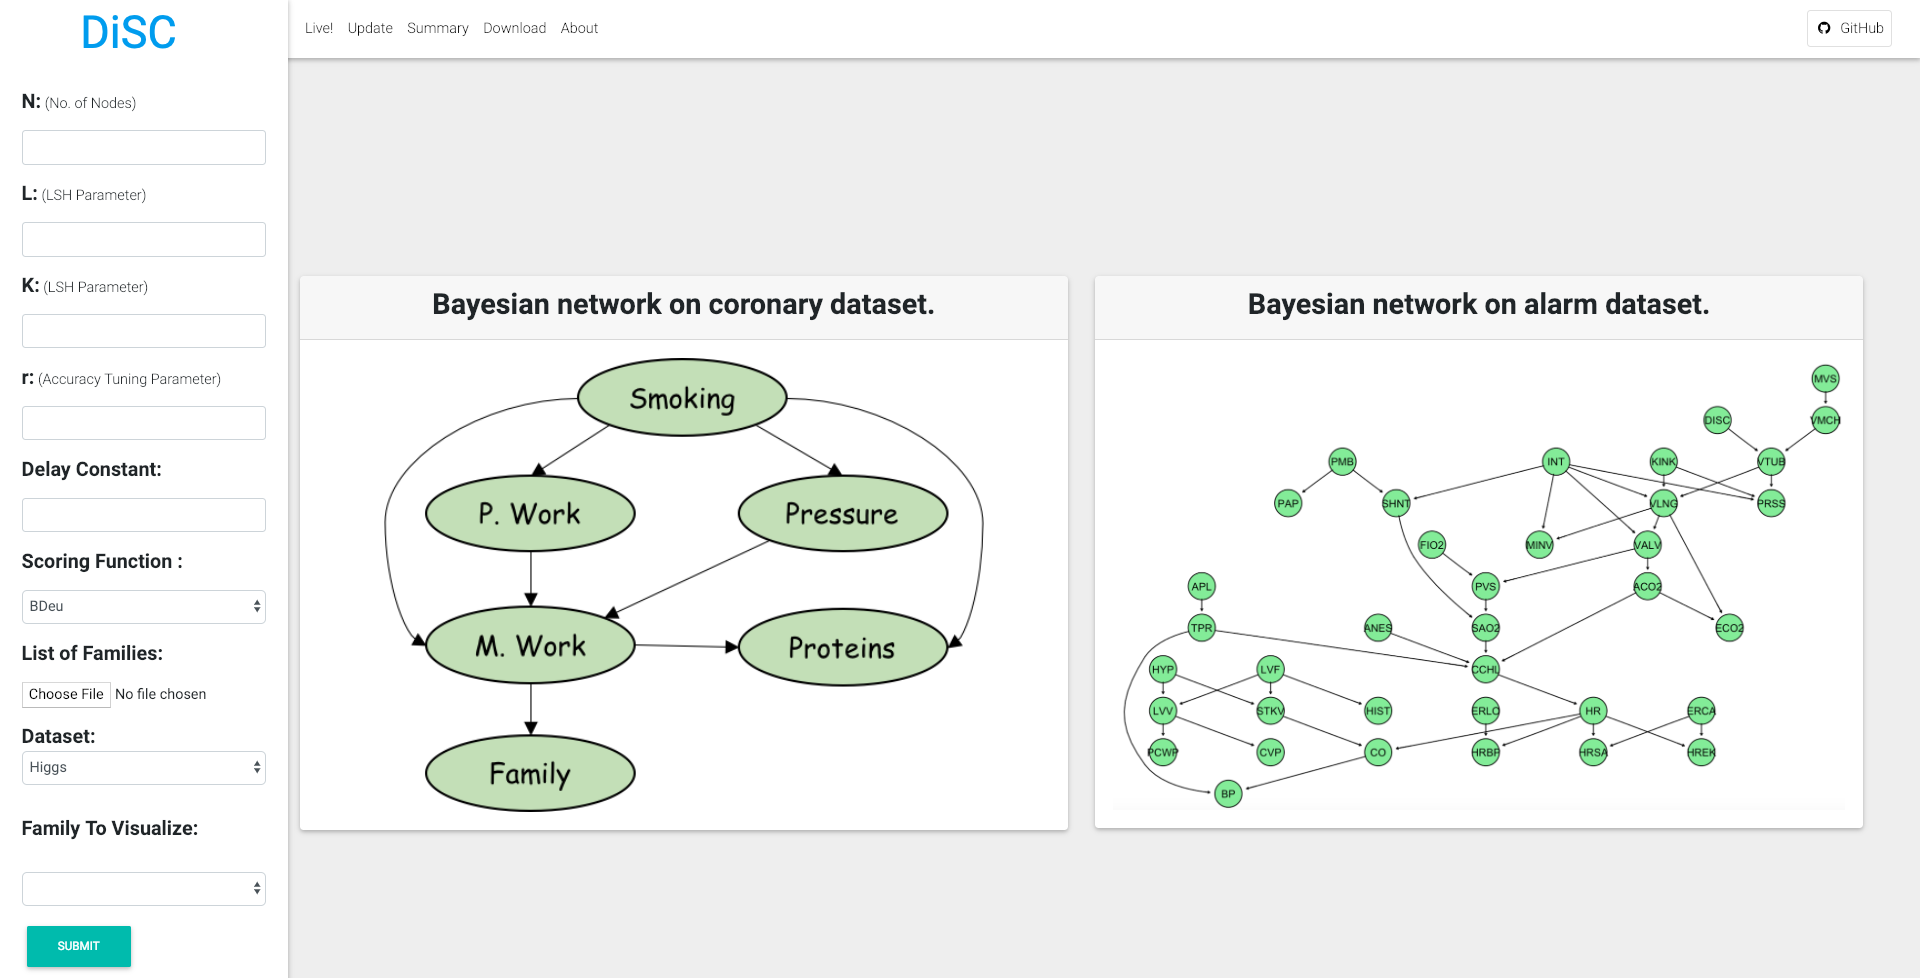 DiSC
Live! Update Summary Download About
GitHub
N: (No. of Nodes)
L: (LSH Parameter)
K: (LSH Parameter)
r: (Accuracy Tuning Parameter)
Delay Constant:
Scoring Function :
BDeu
List of Families:
Choose File No file chosen
Dataset:
Higgs
Family To Visualize:
SUBMIT
Bayesian network on coronary dataset.
Smoking
P. Work Pressure
M. Work Proteins
Family
Bayesian network on alarm dataset.
MVS
DISC VMCH
PMB INT KINK VTUB
PAP SHNT VLNG PRSS
FIO2 MINV VALV
APL PVS ACO2
TPR ANES SAO2 ECO2
HYP LVF CCHL
LVV STKV HIST ERLO HR ERCA
PCWP CVP CO HRBP HRSA HREK
BP